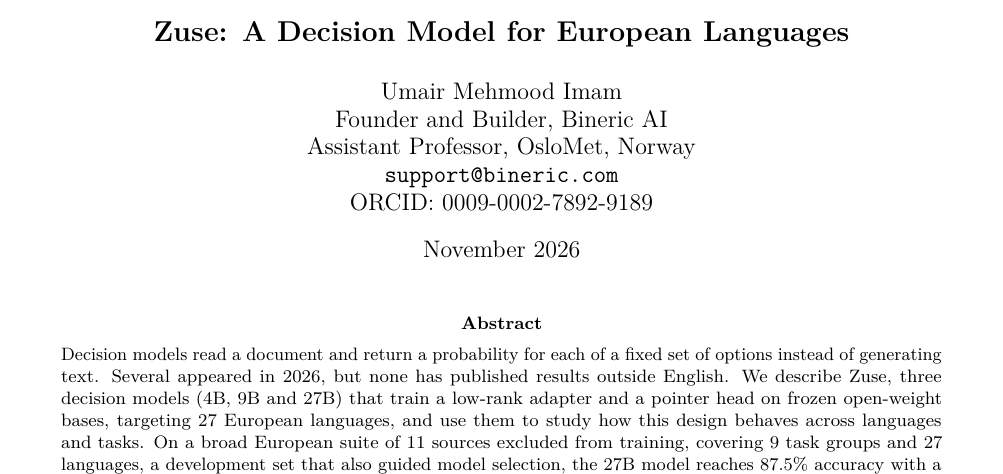 Zuse: A Decision Model for European Languages
Umair Mehmood Imam
Founder and Builder, Bineric AI
Assistant Professor, OsloMet, Norway
support@bineric.com
ORCID: 0009-0002-7892-9189
November 2026
Abstract
Decision models read a document and return a probability for each of a fixed set of options instead of generating
text. Several appeared in 2026, but none has published results outside English. We describe Zuse, three
decision models (4B, 9B and 27B) that train a low-rank adapter and a pointer head on frozen open-weight
bases, targeting 27 European languages, and use them to study how this design behaves across languages
and tasks. On a broad European suite of 11 sources excluded from training, covering 9 task groups and 27
languages, a development set that also guided model selection, the 27B model reaches 87.5% accuracy with a